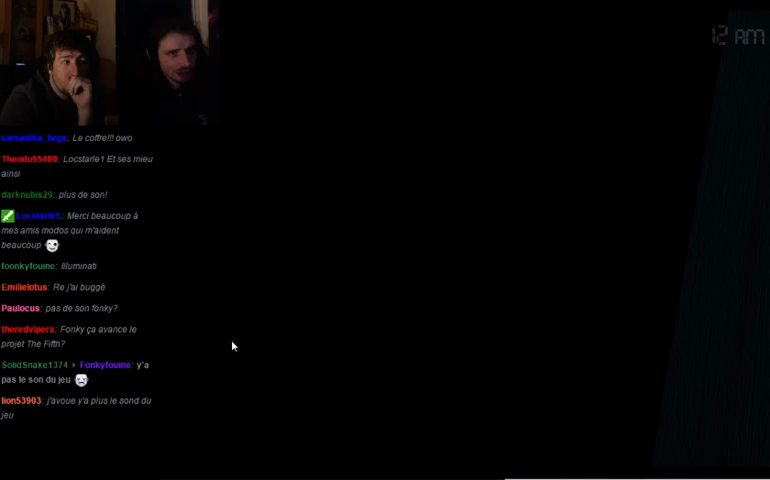 12 AM
samantha_brgs: Le coffre!!! owo
Theodu55400: Locstarle1 Et ses mieu
ainsi
darknubis29: plus de son!
Locstarle1: Merci beaucoup à
mes amis modos qui m'aident
beaucoup
foonkyfouine: Illuminati
Emilielotus: Re j'ai buggé
Paulocus: pas de son fonky?
theredvipers: Fonky ça avance le
projet The Fifth?
SolidSnake1374 Fonkyfouine: y'a
pas le son du jeu
lion53903: j'avoue y'a plus le sond du
jeu